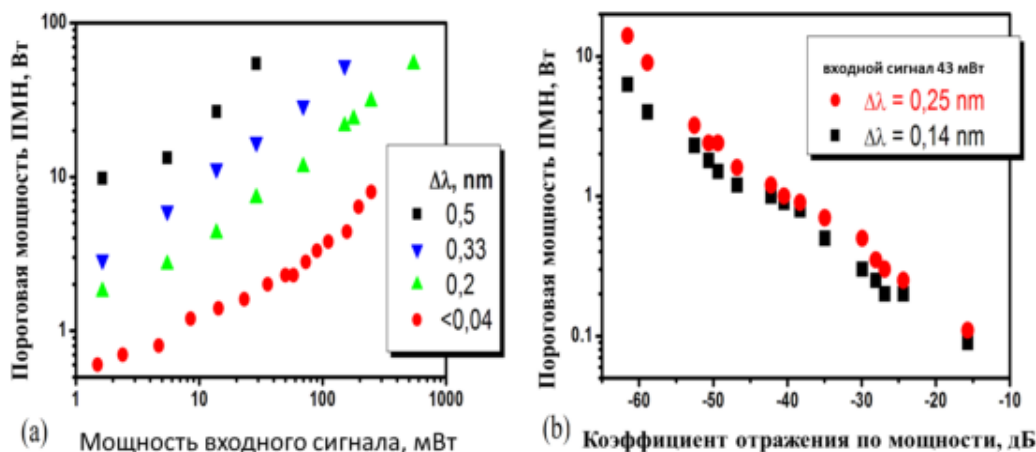 Пороговая мощность ПМН, Вт
100
10
1
Δλ, nm
0,5
0,33
0,2
<0,04
1
10
100
1000
(a)
Мощность входного сигнала, мВт
Пороговая мощность ПМН, Вт
10
1
0.1
входной сигнал 43 мВт
Δλ = 0,25 nm
Δλ = 0,14 nm
-60
-50
-40
-30
-20
-10
(b)
Коэффициент отражения по мощности, дБ